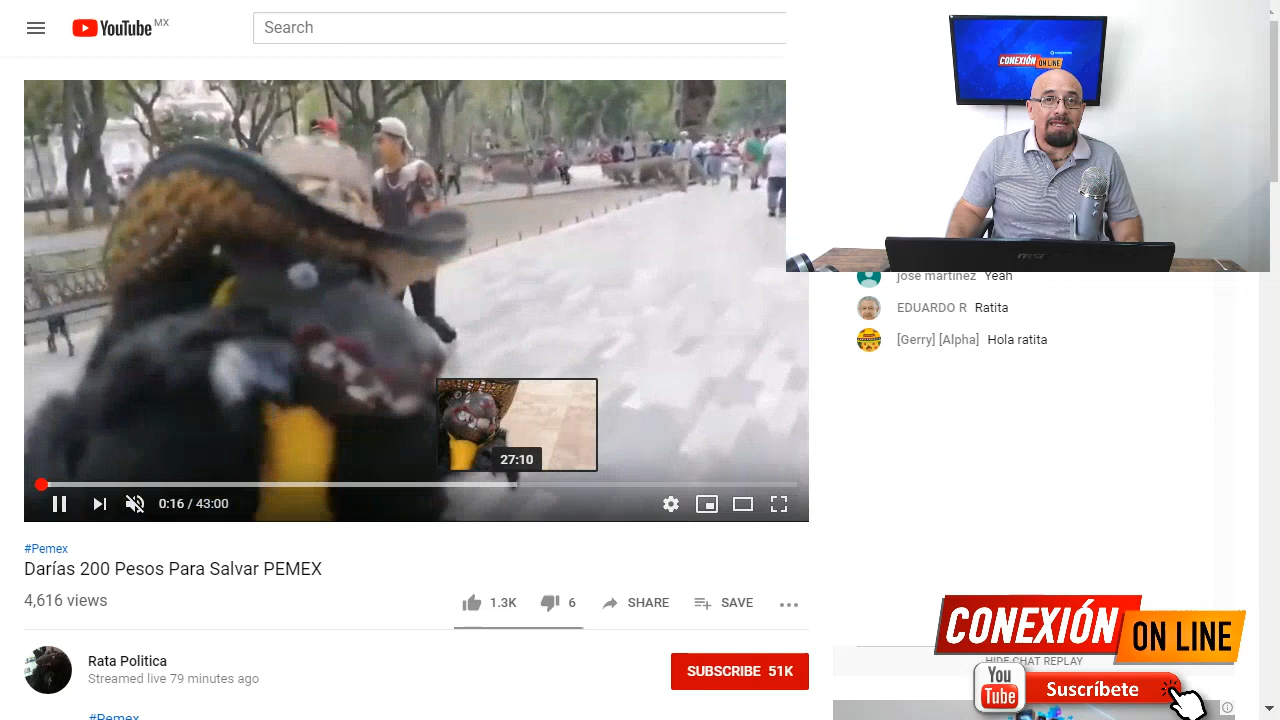 YouTube MX
Search
CONEXIÓN ON LINE
msi
jose martinez Yeah
EDUARDO R Ratita
[Gerry] [Alpha] Hola ratita
27:10
0:16 / 43:00
#Pemex
Darías 200 Pesos Para Salvar PEMEX
4,616 views
1.3K
6
SHARE
SAVE
CONEXIÓN ON LINE
HIDE CHAT REPLAY
Rata Politica
Streamed live 79 minutes ago
SUBSCRIBE 51K
You Tube
Suscríbete
#Pemex